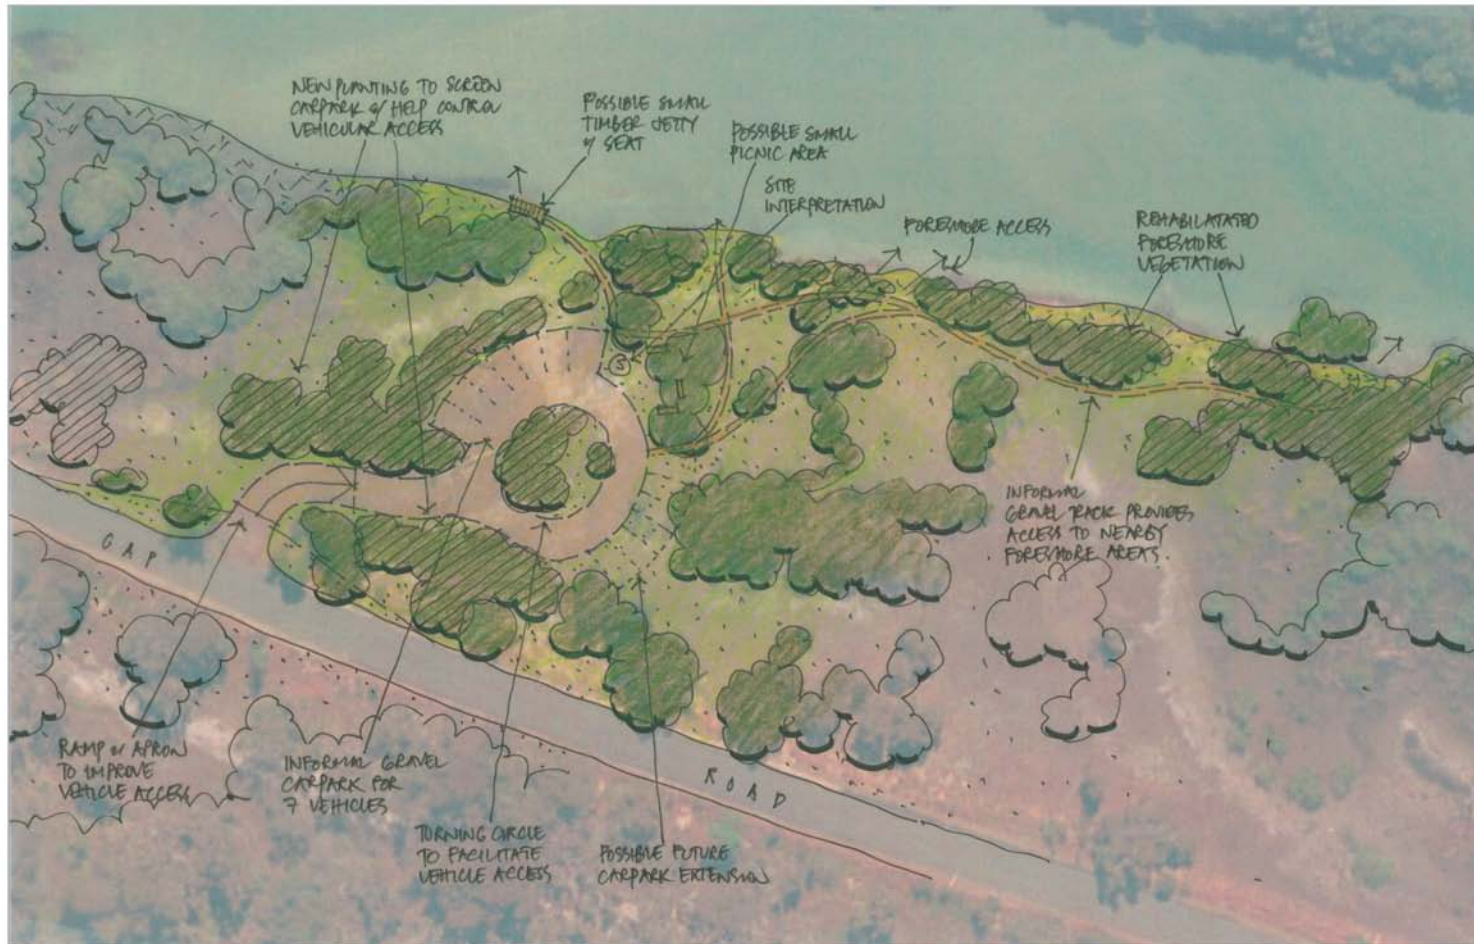 NEW PLANTING TO SCREEN
CARPARK & HELP CONTROL
VEHICULAR ACCESS
POSSIBLE SMALL
TIMBER JETTY
W SEAT
POSSIBLE SMALL
PICNIC AREA
SITE
INTERPRETATION
FORESHORE ACCESS
REHABILATATED
FORESHORE
VEGETATION
S
INFORMAL
GRAVEL TRACK PROVIDES
ACCESS TO NEARBY
FORESHORE AREAS.
GAP ROAD
RAMP W APRON
TO IMPROVE
VEHICLE ACCESS
INFORMAL GRAVEL
CARPARK FOR
7 VEHICLES
TURNING CIRCLE
TO FACILITATE
VEHICLE ACCESS
POSSIBLE FUTURE
CARPARK EXTENSION